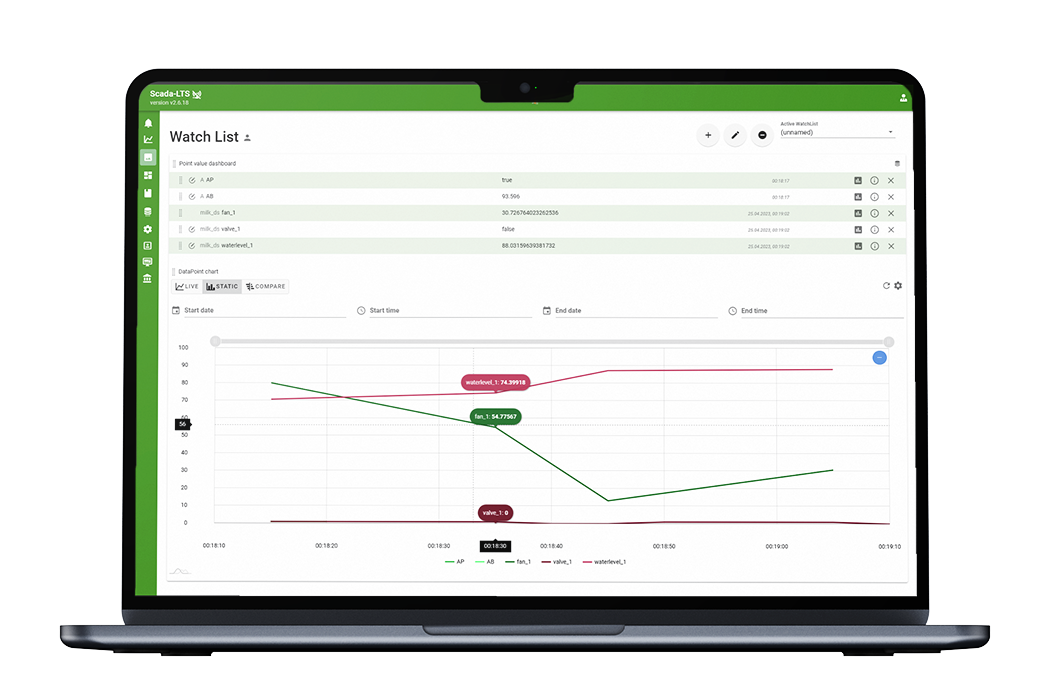 Scada-LTS
version v2.6.18
Watch List
Active WatchList
(unnamed)
Point value dashboard
A AP true 00:18:17
A AB 93.596 00:18:17
milk_ds fan_1 30.726764023262536 25.04.2023, 00:19:02
milk_ds valve_1 false 25.04.2023, 00:19:02
milk_ds waterlevel_1 88.03159639381732 25.04.2023, 00:19:02
DataPoint chart
LIVE STATIC COMPARE
Start date Start time End date End time
100
90
80
waterlevel_1: 74.39918
70
60
fan_1: 54.77567
56
50
40
30
20
10
valve_1: 0
0
00:18:10 00:18:20 00:18:30 00:18:30 00:18:40 00:18:50 00:19:00 00:19:10
AP AB fan_1 valve_1 waterlevel_1